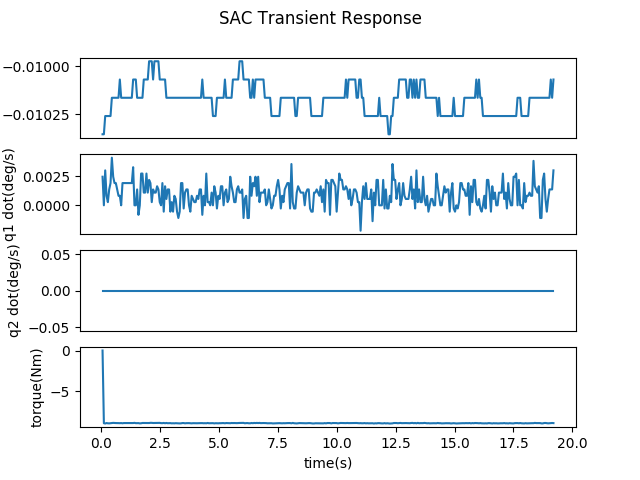 SAC Transient Response
−0.01000
−0.01025
q1 dot(deg/s)
0.0025
0.0000
q2 dot(deg/s)
0.05
0.00
−0.05
torque(Nm)
0
−5
0.0 2.5 5.0 7.5 10.0 12.5 15.0 17.5 20.0
time(s)